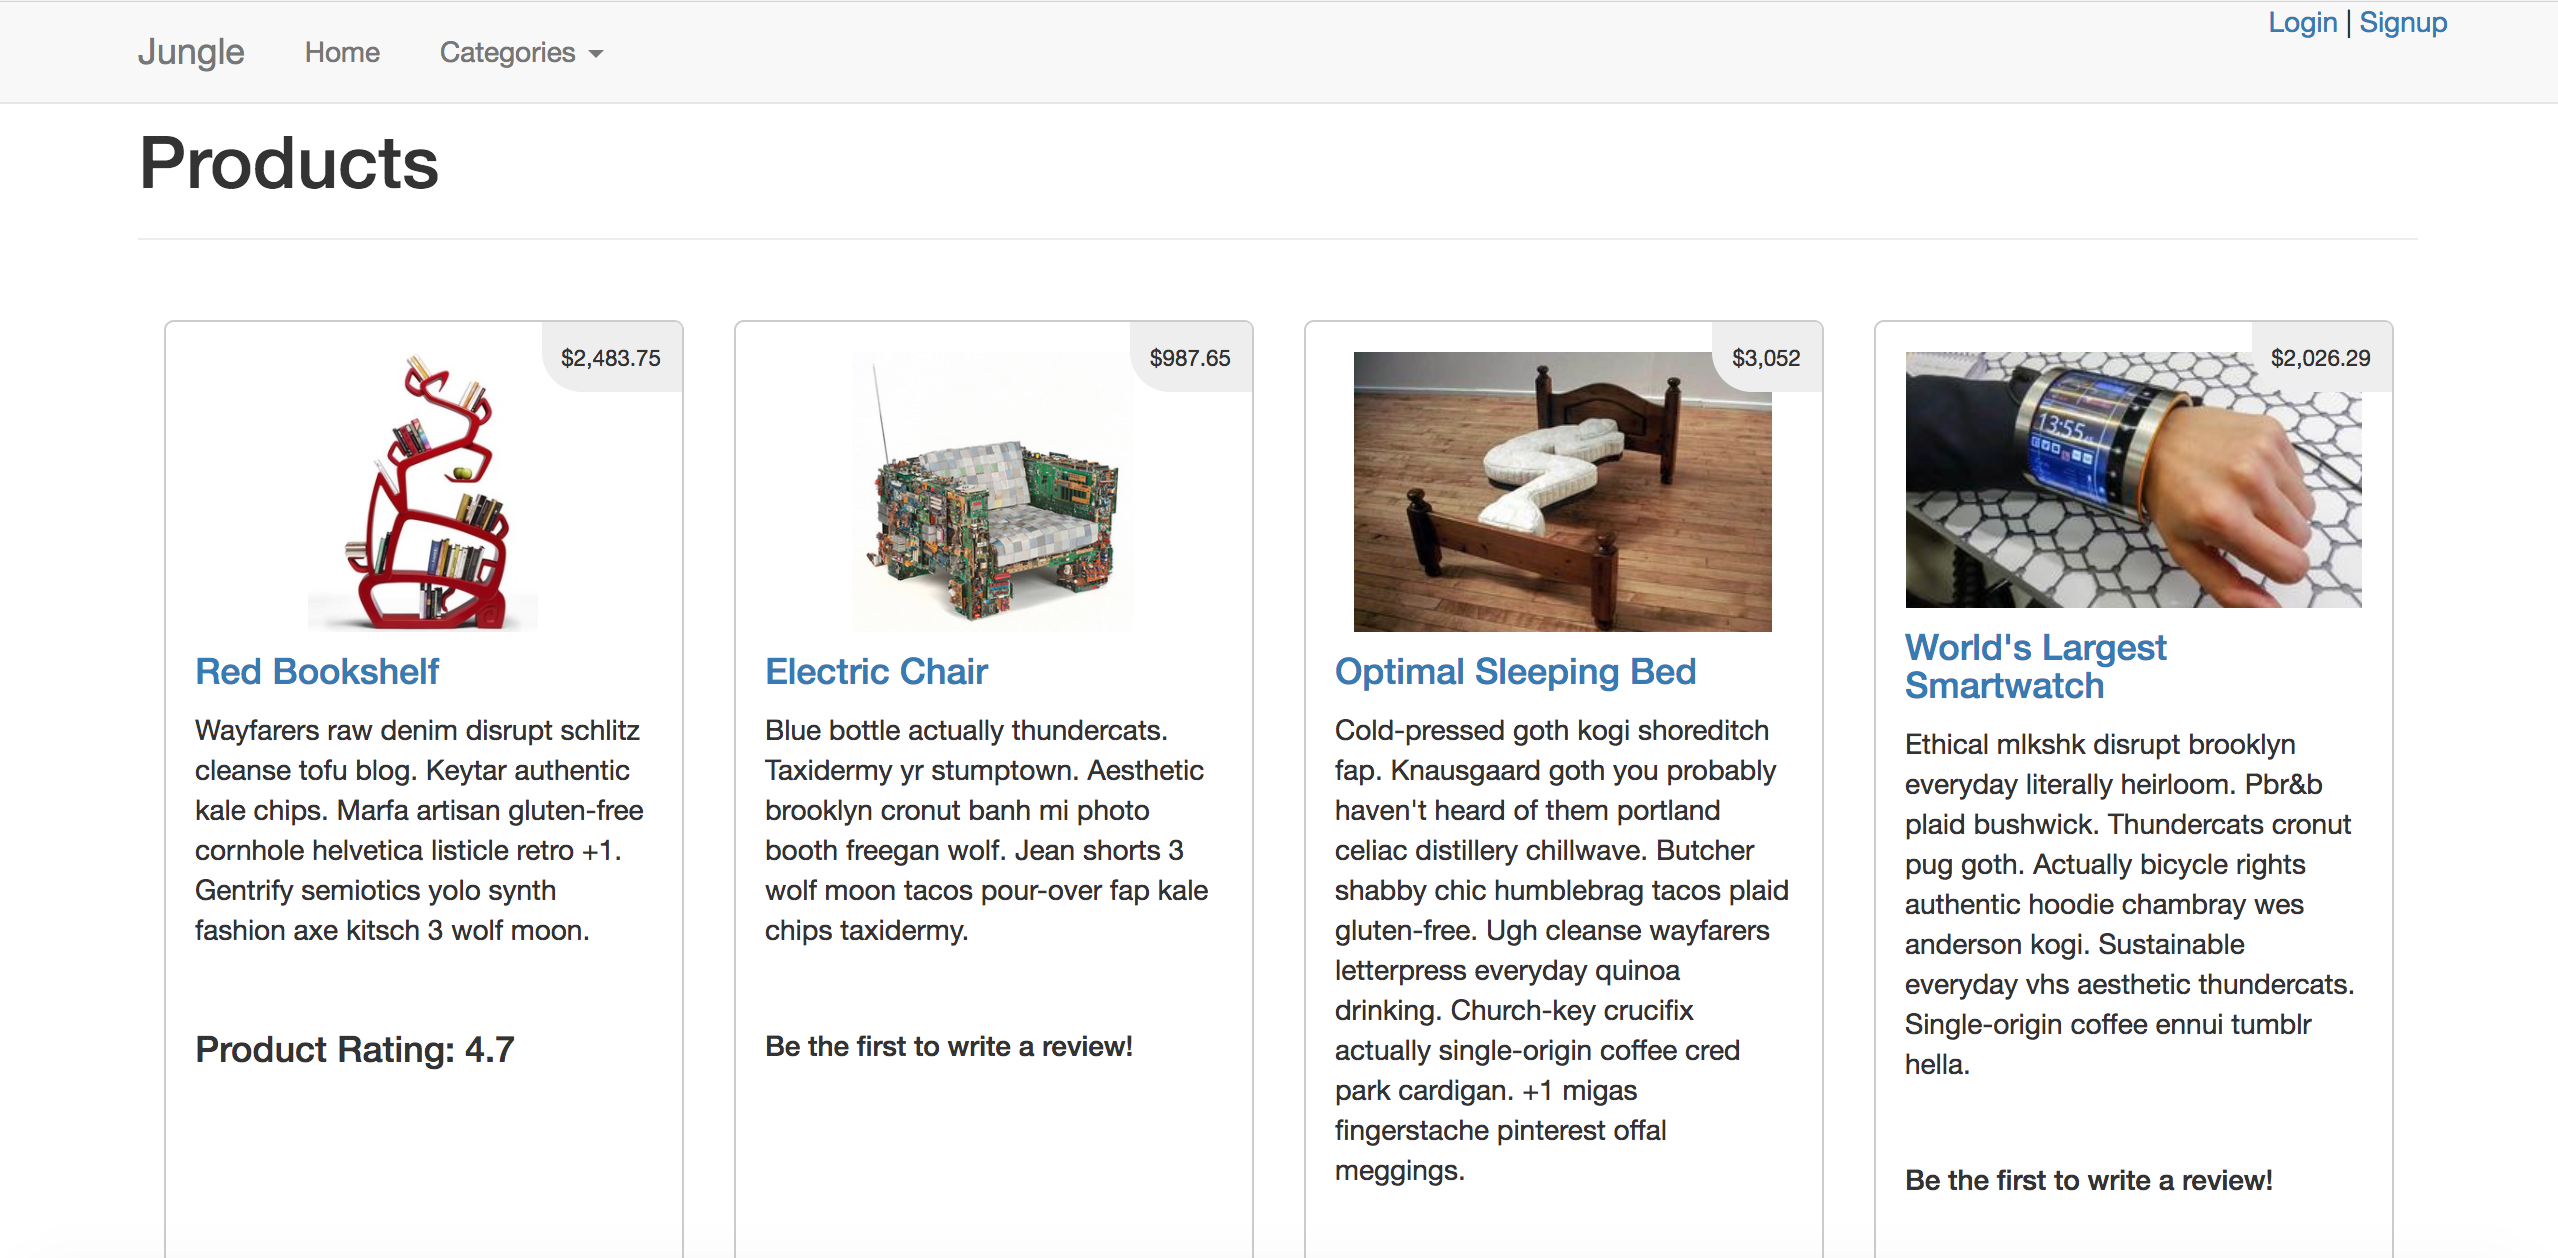 Login | Signup
Jungle Home Categories
Products
$2,483.75
Red Bookshelf
Wayfarers raw denim disrupt schlitz
cleanse tofu blog. Keytar authentic
kale chips. Marfa artisan gluten-free
cornhole helvetica listicle retro +1.
Gentrify semiotics yolo synth
fashion axe kitsch 3 wolf moon.
Product Rating: 4.7
$987.65
Electric Chair
Blue bottle actually thundercats.
Taxidermy yr stumptown. Aesthetic
brooklyn cronut banh mi photo
booth freegan wolf. Jean shorts 3
wolf moon tacos pour-over fap kale
chips taxidermy.
Be the first to write a review!
$3,052
Optimal Sleeping Bed
Cold-pressed goth kogi shoreditch
fap. Knausgaard goth you probably
haven't heard of them portland
celiac distillery chillwave. Butcher
shabby chic humblebrag tacos plaid
gluten-free. Ugh cleanse wayfarers
letterpress everyday quinoa
drinking. Church-key crucifix
actually single-origin coffee cred
park cardigan. +1 migas
fingerstache pinterest offal
meggings.
$2,026.29
13:55
World's Largest
Smartwatch
Ethical mlkshk disrupt brooklyn
everyday literally heirloom. Pbr&b
plaid bushwick. Thundercats cronut
pug goth. Actually bicycle rights
authentic hoodie chambray wes
anderson kogi. Sustainable
everyday vhs aesthetic thundercats.
Single-origin coffee ennui tumblr
hella.
Be the first to write a review!